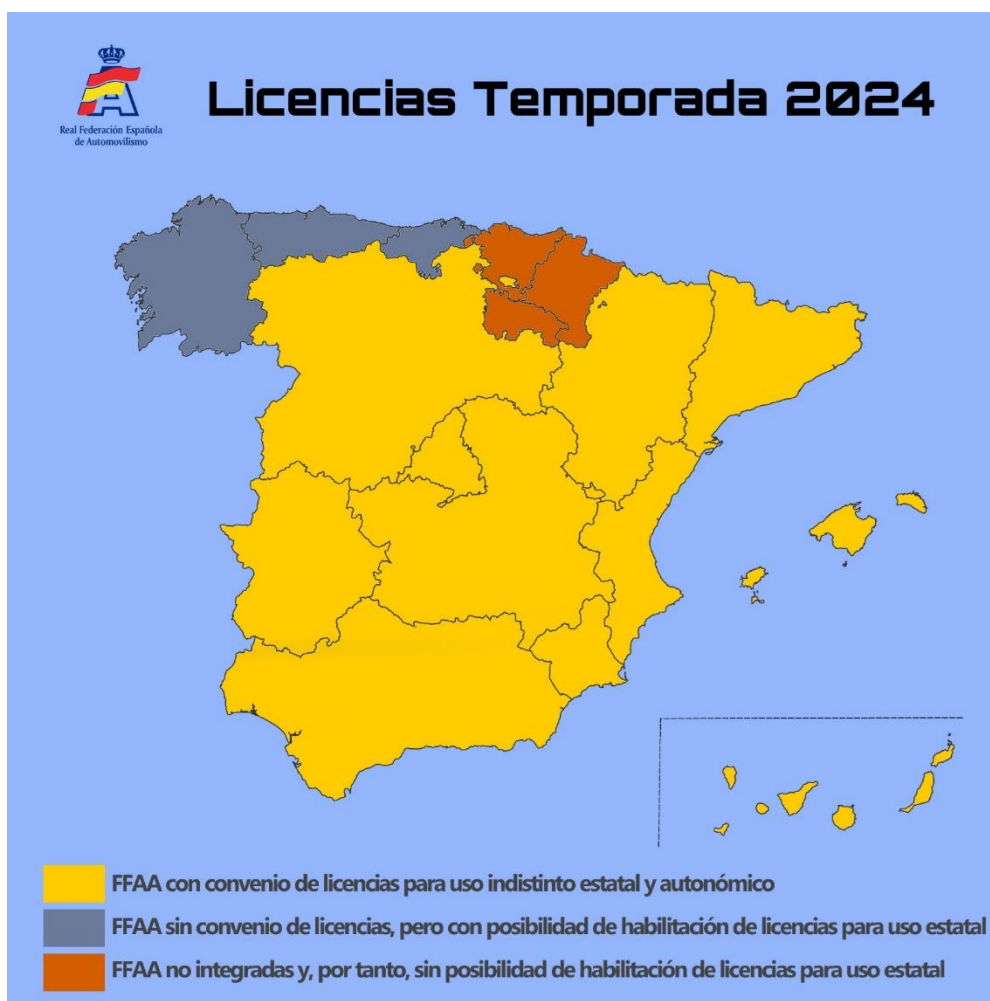 Licencias Temporada 2024
Real Federación Española
de Automovilismo
FFAA con convenio de licencias para uso indistinto estatal y autonómico
FFAA sin convenio de licencias, pero con posibilidad de habilitación de licencias para uso estatal
FFAA no integradas y, por tanto, sin posibilidad de habilitación de licencias para uso estatal